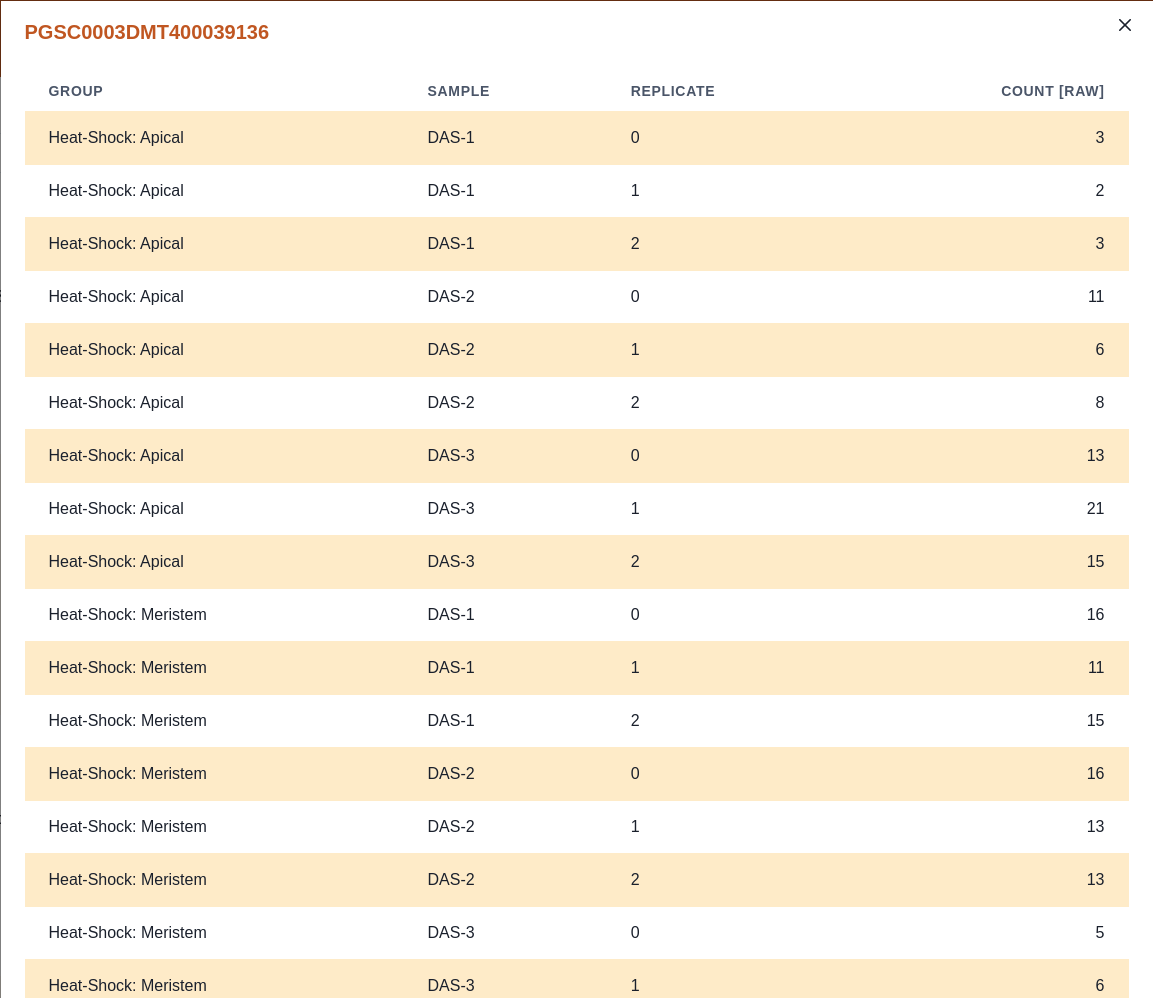 PGSC0003DMT400039136
GROUP SAMPLE REPLICATE COUNT [RAW]
Heat-Shock: Apical DAS-1 0 3
Heat-Shock: Apical DAS-1 1 2
Heat-Shock: Apical DAS-1 2 3
Heat-Shock: Apical DAS-2 0 11
Heat-Shock: Apical DAS-2 1 6
Heat-Shock: Apical DAS-2 2 8
Heat-Shock: Apical DAS-3 0 13
Heat-Shock: Apical DAS-3 1 21
Heat-Shock: Apical DAS-3 2 15
Heat-Shock: Meristem DAS-1 0 16
Heat-Shock: Meristem DAS-1 1 11
Heat-Shock: Meristem DAS-1 2 15
Heat-Shock: Meristem DAS-2 0 16
Heat-Shock: Meristem DAS-2 1 13
Heat-Shock: Meristem DAS-2 2 13
Heat-Shock: Meristem DAS-3 0 5
Heat-Shock: Meristem DAS-3 1 6